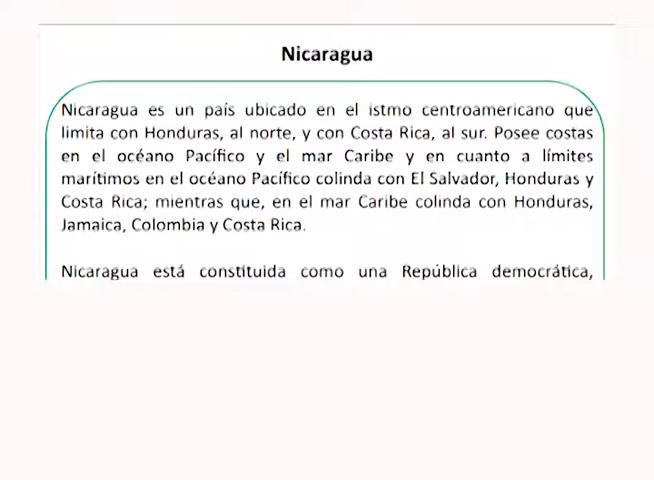 Nicaragua
Nicaragua es un país ubicado en el istmo centroamericano que
limita con Honduras, al norte, y con Costa Rica, al sur. Posee costas
en el océano Pacífico y el mar Caribe y en cuanto a límites
marítimos en el océano Pacífico colinda con El Salvador, Honduras y
Costa Rica; mientras que, en el mar Caribe colinda con Honduras,
Jamaica, Colombia y Costa Rica.
Nicaragua está constituida como una República democrática,